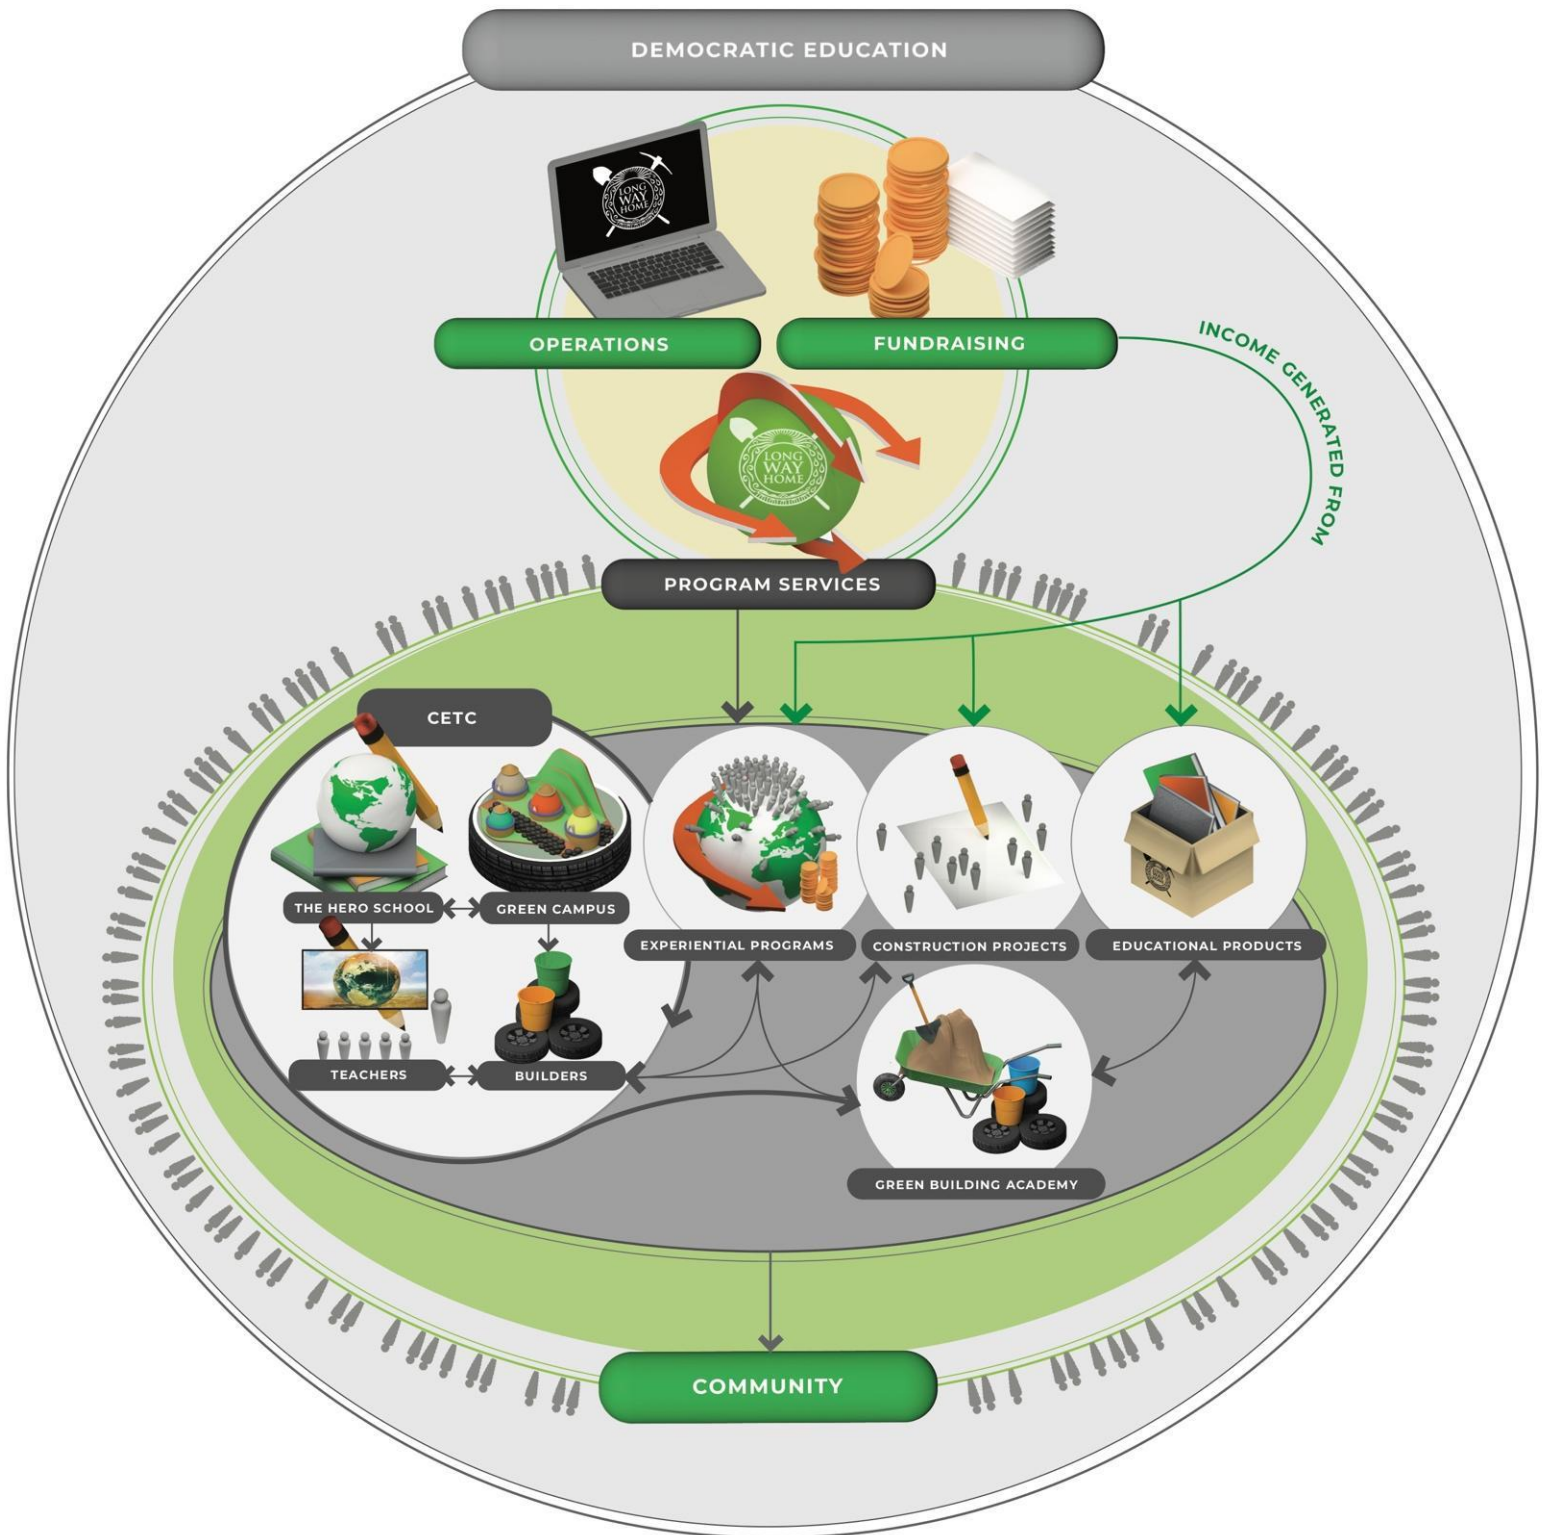 DEMOCRATIC EDUCATION
LONG
WAY
HOME
OPERATIONS
FUNDRAISING
INCOME GENERATED FROM
LONG
WAY
HOME
PROGRAM SERVICES
CETC
THE HERO SCHOOL
GREEN CAMPUS
EXPERIENTIAL PROGRAMS
CONSTRUCTION PROJECTS
EDUCATIONAL PRODUCTS
TEACHERS
BUILDERS
GREEN BUILDING ACADEMY
COMMUNITY